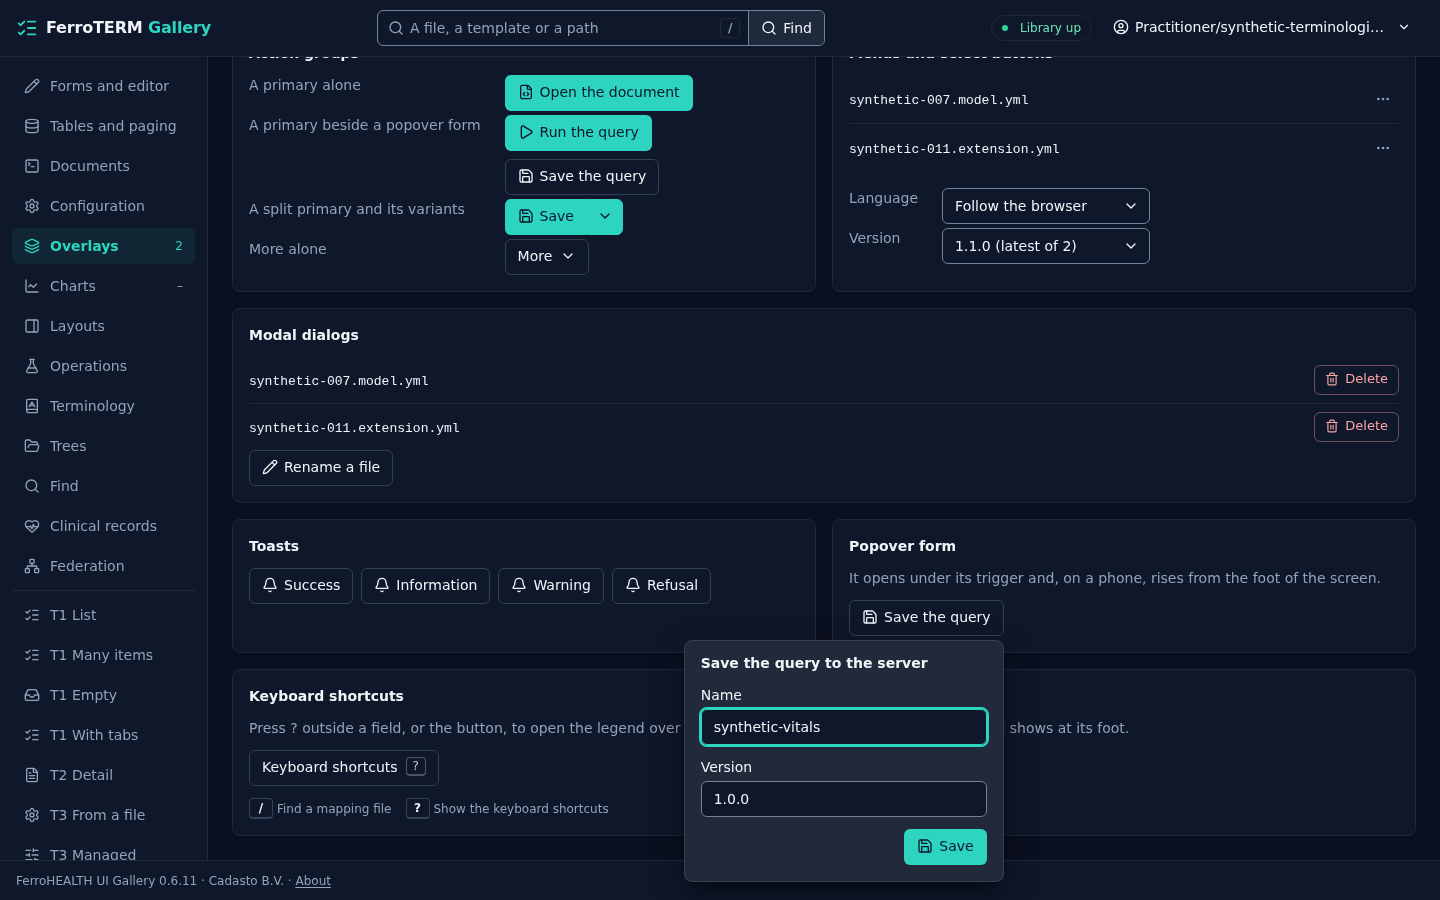 FerroTERM Gallery
A file, a template or a path
/
Find
Library up
Practitioner/synthetic-terminologi...
Forms and editor
Tables and paging
Documents
Configuration
Overlays 2
Charts –
Layouts
Operations
Terminology
Trees
Find
Clinical records
Federation
T1 List
T1 Many items
T1 Empty
T1 With tabs
T2 Detail
T3 From a file
T3 Managed
Action groups
A primary alone
Open the document
A primary beside a popover form
Run the query
Save the query
A split primary and its variants
Save
More alone
More
Menus and select buttons
synthetic-007.model.yml
synthetic-011.extension.yml
Language
Follow the browser
Version
1.1.0 (latest of 2)
Modal dialogs
synthetic-007.model.yml
Delete
synthetic-011.extension.yml
Delete
Rename a file
Toasts
Success
Information
Warning
Refusal
Popover form
It opens under its trigger and, on a phone, rises from the foot of the screen.
Save the query
Save the query to the server
Name
synthetic-vitals
Version
1.0.0
Save
Keyboard shortcuts
Press ? outside a field, or the button, to open the legend over
shows at its foot.
Keyboard shortcuts ?
/ Find a mapping file ? Show the keyboard shortcuts
FerroHEALTH UI Gallery 0.6.11 · Cadasto B.V. · About